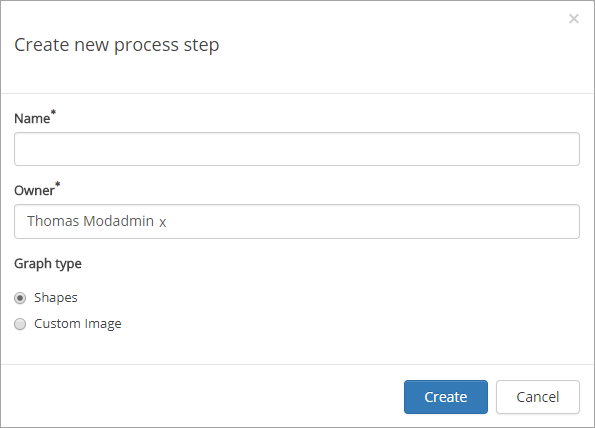 ×
Create new process step
Name*
Owner*
Thomas Modadmin x
Graph type
Shapes
Custom Image
Create Cancel